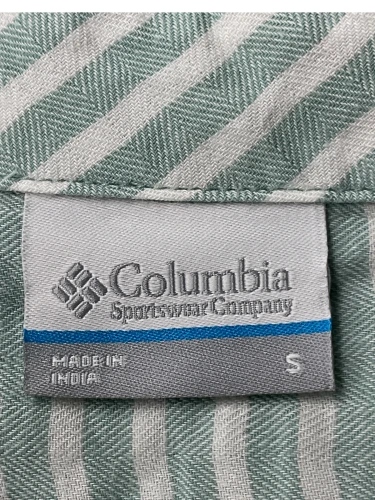 Columbia
Sportswear Company
MADE IN
INDIA
S